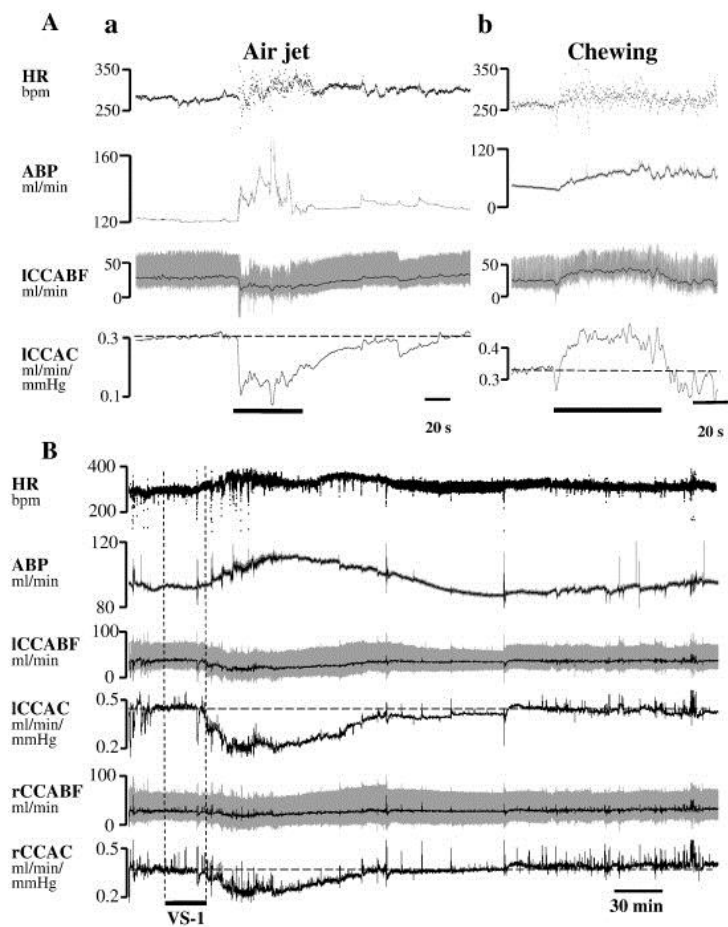 A a b
Air jet Chewing
HR
bpm
350
250
350
250
ABP
ml/min
160
120
120
0
lCCABF
ml/min
50
0
50
0
lCCAC
ml/min/
mmHg
0.3
0.1
0.4
0.3
20 s
20 s
B
HR
bpm
400
200
ABP
ml/min
120
80
lCCABF
ml/min
100
0
lCCAC
ml/min/
mmHg
0.5
0.2
rCCABF
ml/min
100
0
rCCAC
ml/min/
mmHg
0.5
0.2
VS-1
30 min